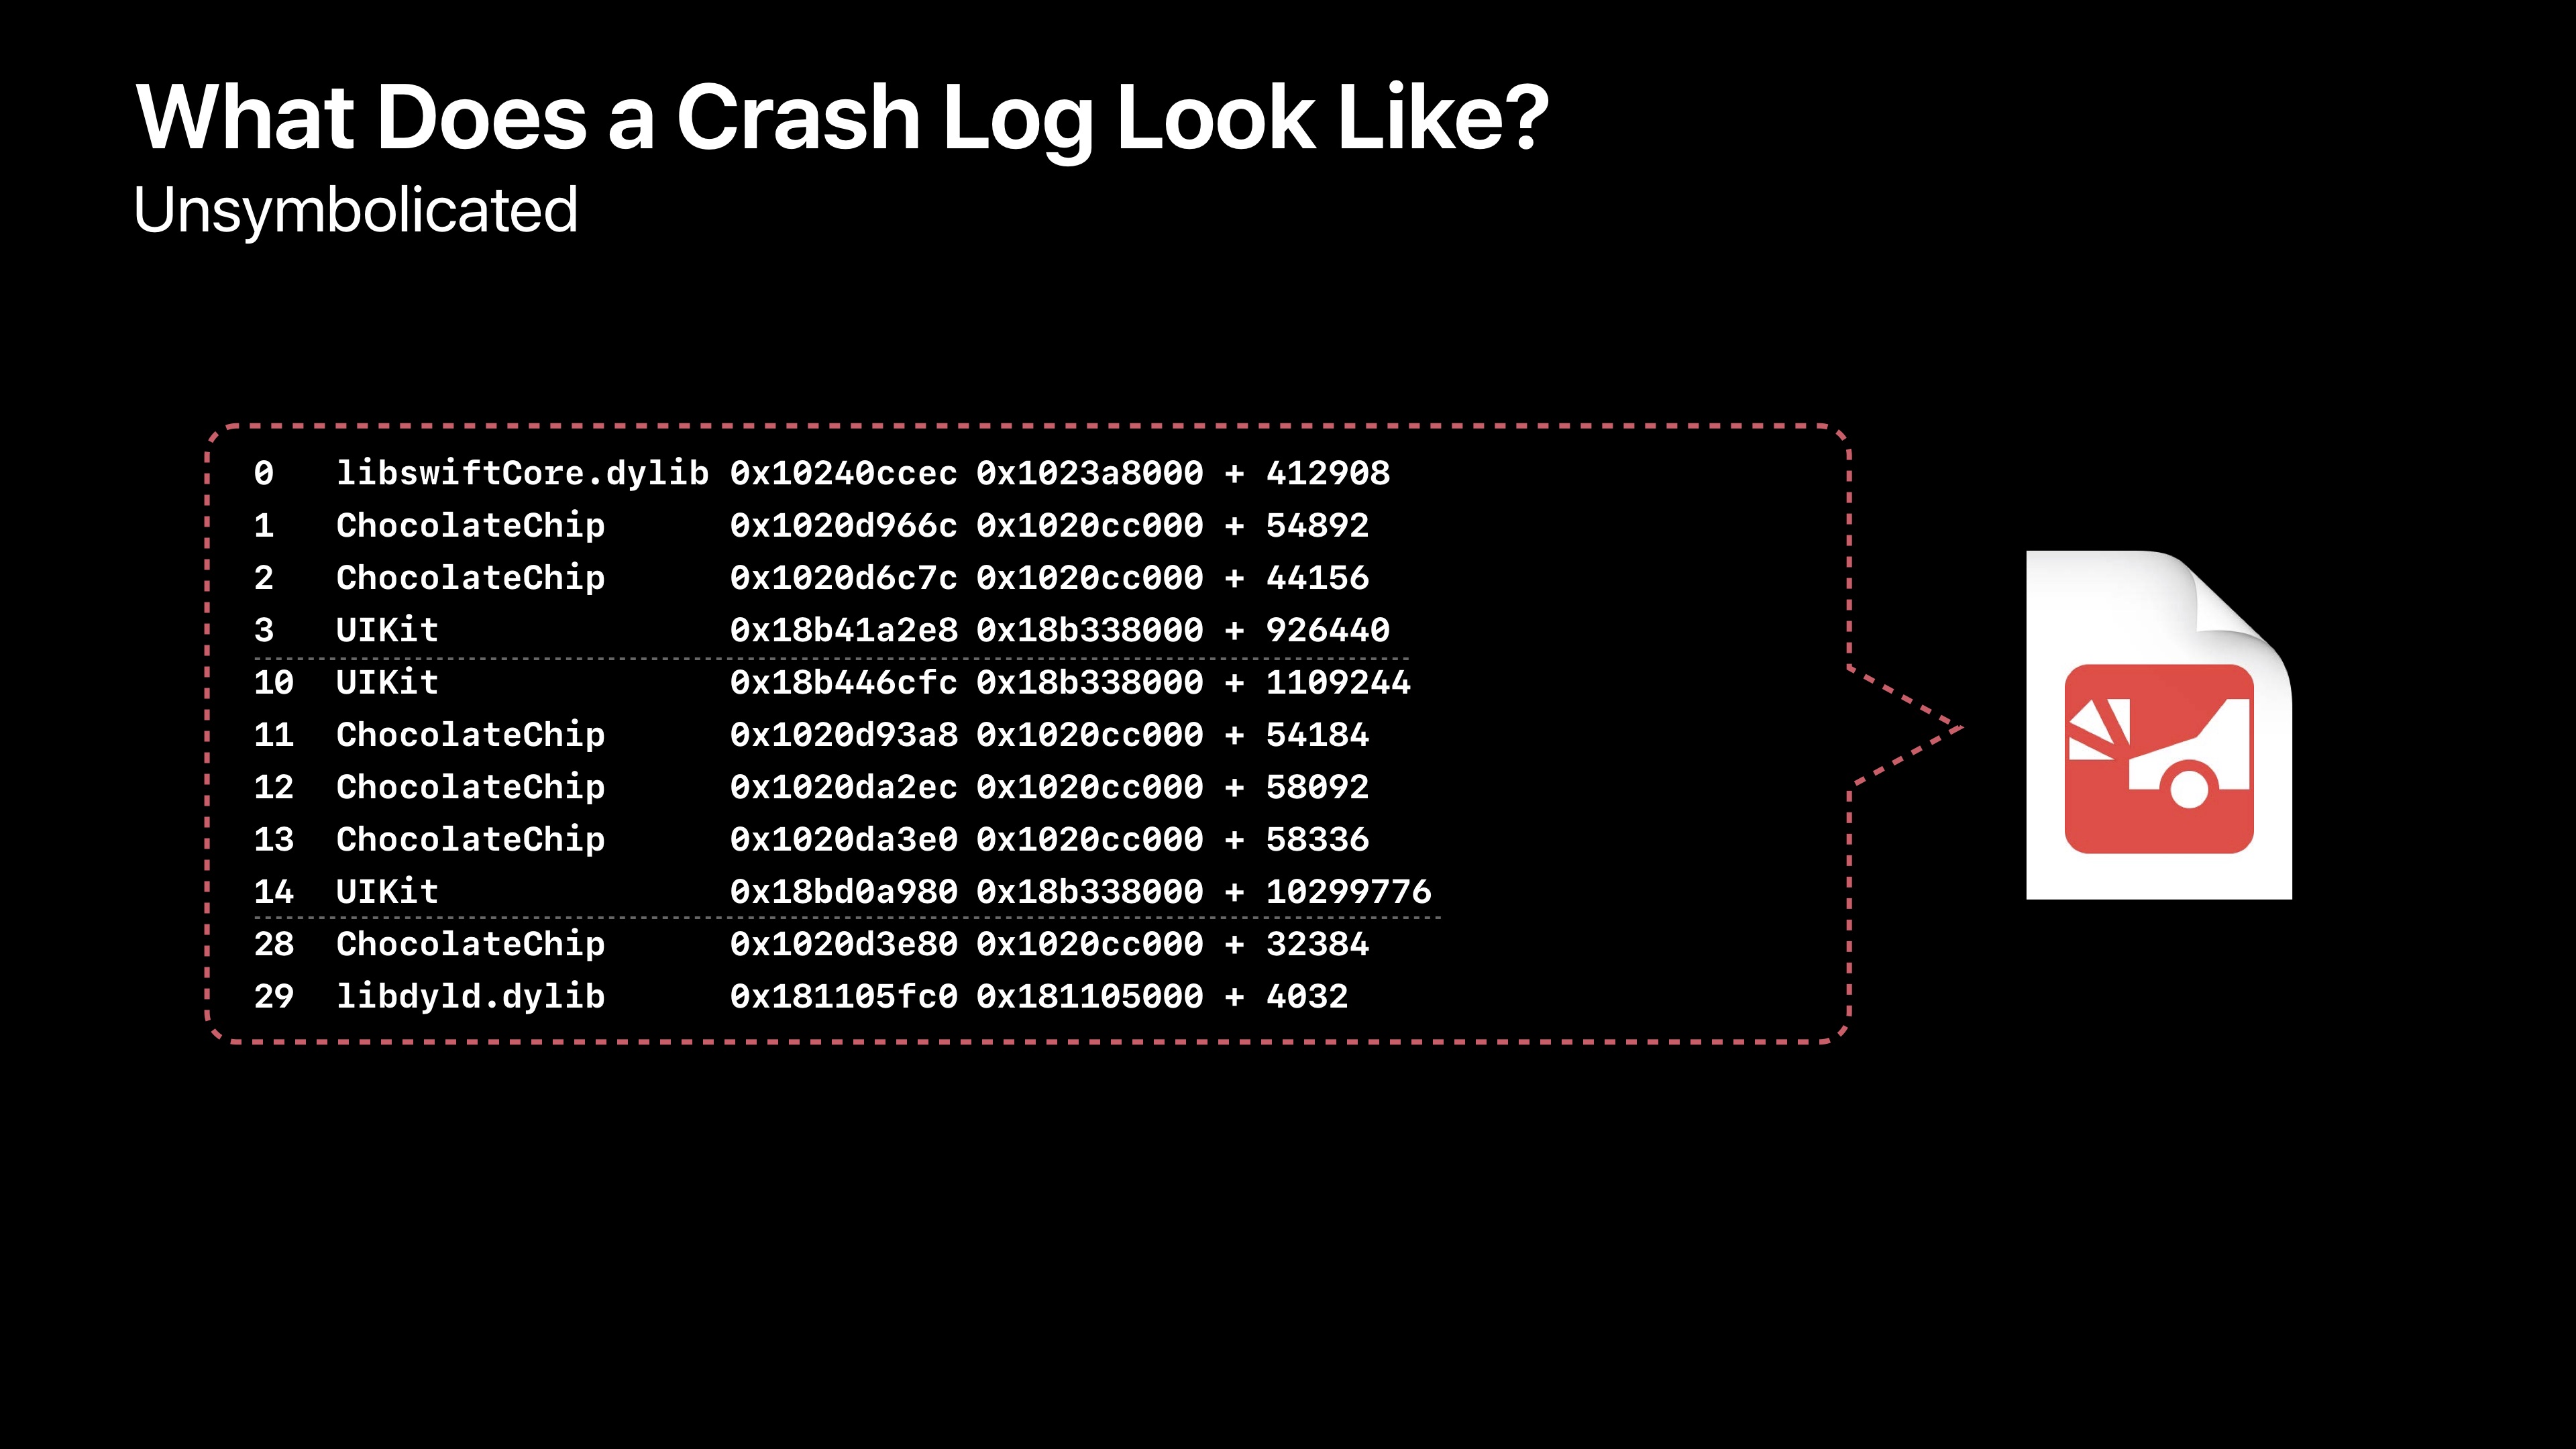 What Does a Crash Log Look Like?
Unsymbolicated
0 libswiftCore.dylib 0x10240ccec 0x1023a8000 + 412908
1 ChocolateChip 0x1020d966c 0x1020cc000 + 54892
2 ChocolateChip 0x1020d6c7c 0x1020cc000 + 44156
3 UIKit 0x18b41a2e8 0x18b338000 + 926440
10 UIKit 0x18b446cfc 0x18b338000 + 1109244
11 ChocolateChip 0x1020d93a8 0x1020cc000 + 54184
12 ChocolateChip 0x1020da2ec 0x1020cc000 + 58092
13 ChocolateChip 0x1020da3e0 0x1020cc000 + 58336
14 UIKit 0x18bd0a980 0x18b338000 + 10299776
28 ChocolateChip 0x1020d3e80 0x1020cc000 + 32384
29 libdyld.dylib 0x181105fc0 0x181105000 + 4032